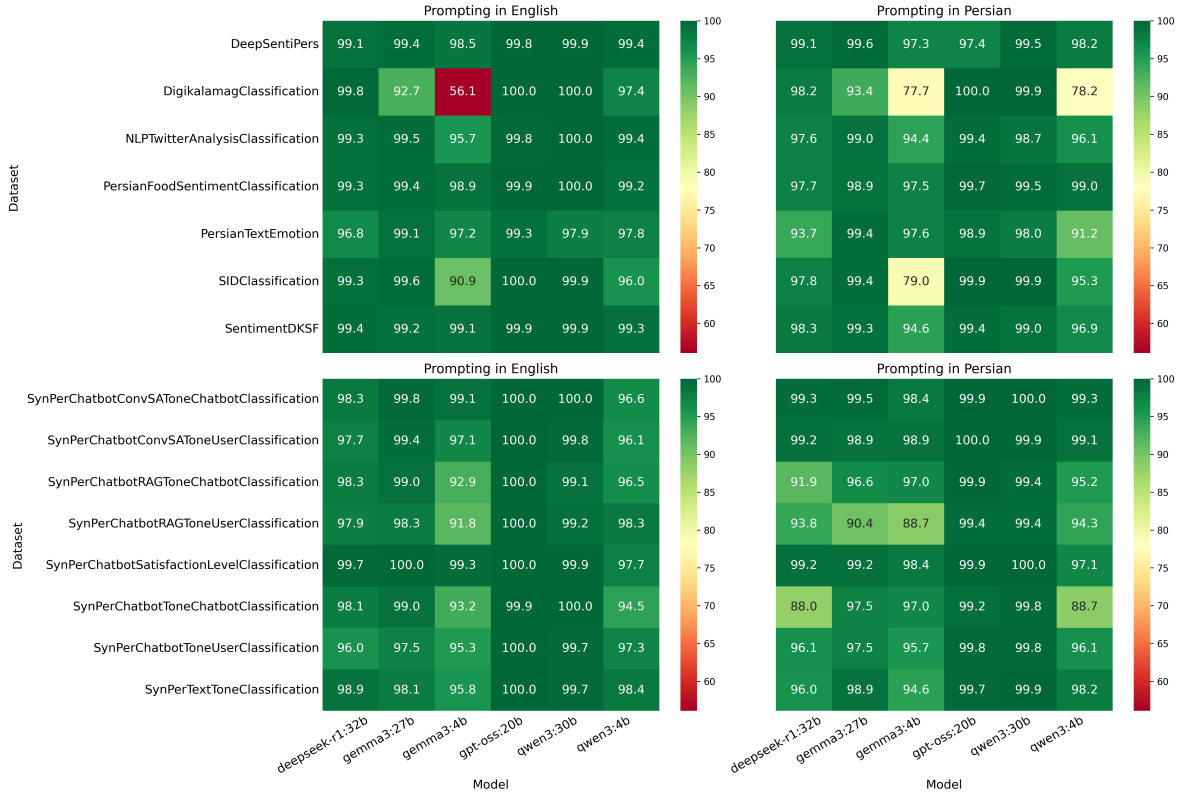 Prompting in English
Prompting in Persian
Dataset
DeepSentiPers 99.1 99.4 98.5 99.8 99.9 99.4 99.1 99.6 97.3 97.4 99.5 98.2
DigikalamagClassification 99.8 92.7 56.1 100.0 100.0 97.4 98.2 93.4 77.7 100.0 99.9 78.2
NLPTwitterAnalysisClassification 99.3 99.5 95.7 99.8 100.0 99.4 97.6 99.0 94.4 99.4 98.7 96.1
PersianFoodSentimentClassification 99.3 99.4 98.9 99.9 100.0 99.2 97.7 98.9 97.5 99.7 99.5 99.0
PersianTextEmotion 96.8 99.1 97.2 99.3 97.9 97.8 93.7 99.4 97.6 98.9 98.0 91.2
SIDClassification 99.3 99.6 90.9 100.0 99.9 96.0 97.8 99.4 79.0 99.9 99.9 95.3
SentimentDKSF 99.4 99.2 99.1 99.9 99.9 99.3 98.3 99.3 94.6 99.4 99.0 96.9
100
95
90
85
80
75
70
65
60
100
95
90
85
80
75
70
65
60
Prompting in English
Prompting in Persian
Dataset
SynPerChatbotConvSAToneChatbotClassification 98.3 99.8 99.1 100.0 100.0 96.6 99.3 99.5 98.4 99.9 100.0 99.3
SynPerChatbotConvSAToneUserClassification 97.7 99.4 97.1 100.0 99.8 96.1 99.2 98.9 98.9 100.0 99.9 99.1
SynPerChatbotRAGToneChatbotClassification 98.3 99.0 92.9 100.0 99.1 96.5 91.9 96.6 97.0 99.9 99.4 95.2
SynPerChatbotRAGToneUserClassification 97.9 98.3 91.8 100.0 99.2 98.3 93.8 90.4 88.7 99.4 99.4 94.3
SynPerChatbotSatisfactionLevelClassification 99.7 100.0 99.3 100.0 99.9 97.7 99.2 99.2 98.4 99.9 100.0 97.1
SynPerChatbotToneChatbotClassification 98.1 99.0 93.2 99.9 100.0 94.5 88.0 97.5 97.0 99.2 99.8 88.7
SynPerChatbotToneUserClassification 96.0 97.5 95.3 100.0 99.7 97.3 96.1 97.5 95.7 99.8 99.8 96.1
SynPerTextToneClassification 98.9 98.1 95.8 100.0 99.7 98.4 96.0 98.9 94.6 99.7 99.9 98.2
100
95
90
85
80
75
70
65
60
100
95
90
85
80
75
70
65
60
deepseek-r1:32b gemma3:27b gemma3:4b gpt-oss:20b qwen3:30b qwen3:4b
deepseek-r1:32b gemma3:27b gemma3:4b gpt-oss:20b qwen3:30b qwen3:4b
Model
Model